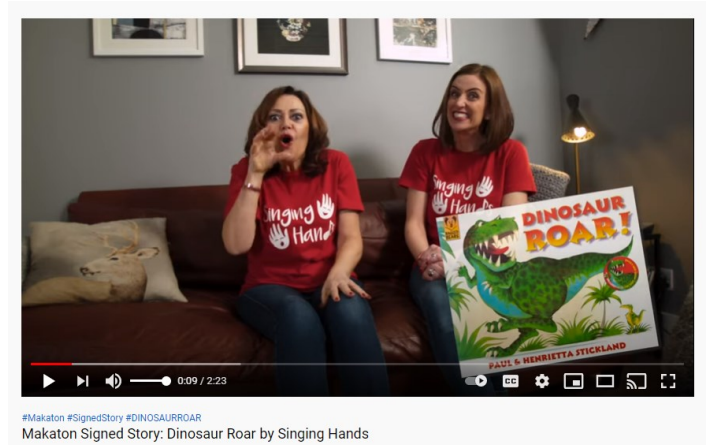 Singing
Hands
Singing
Hands
DINOSAUR
ROAR!
PAUL & HENRIETTA STICKLAND
0:09 / 2:23
CC
#Makaton #SignedStory #DINOSAURROAR
Makaton Signed Story: Dinosaur Roar by Singing Hands